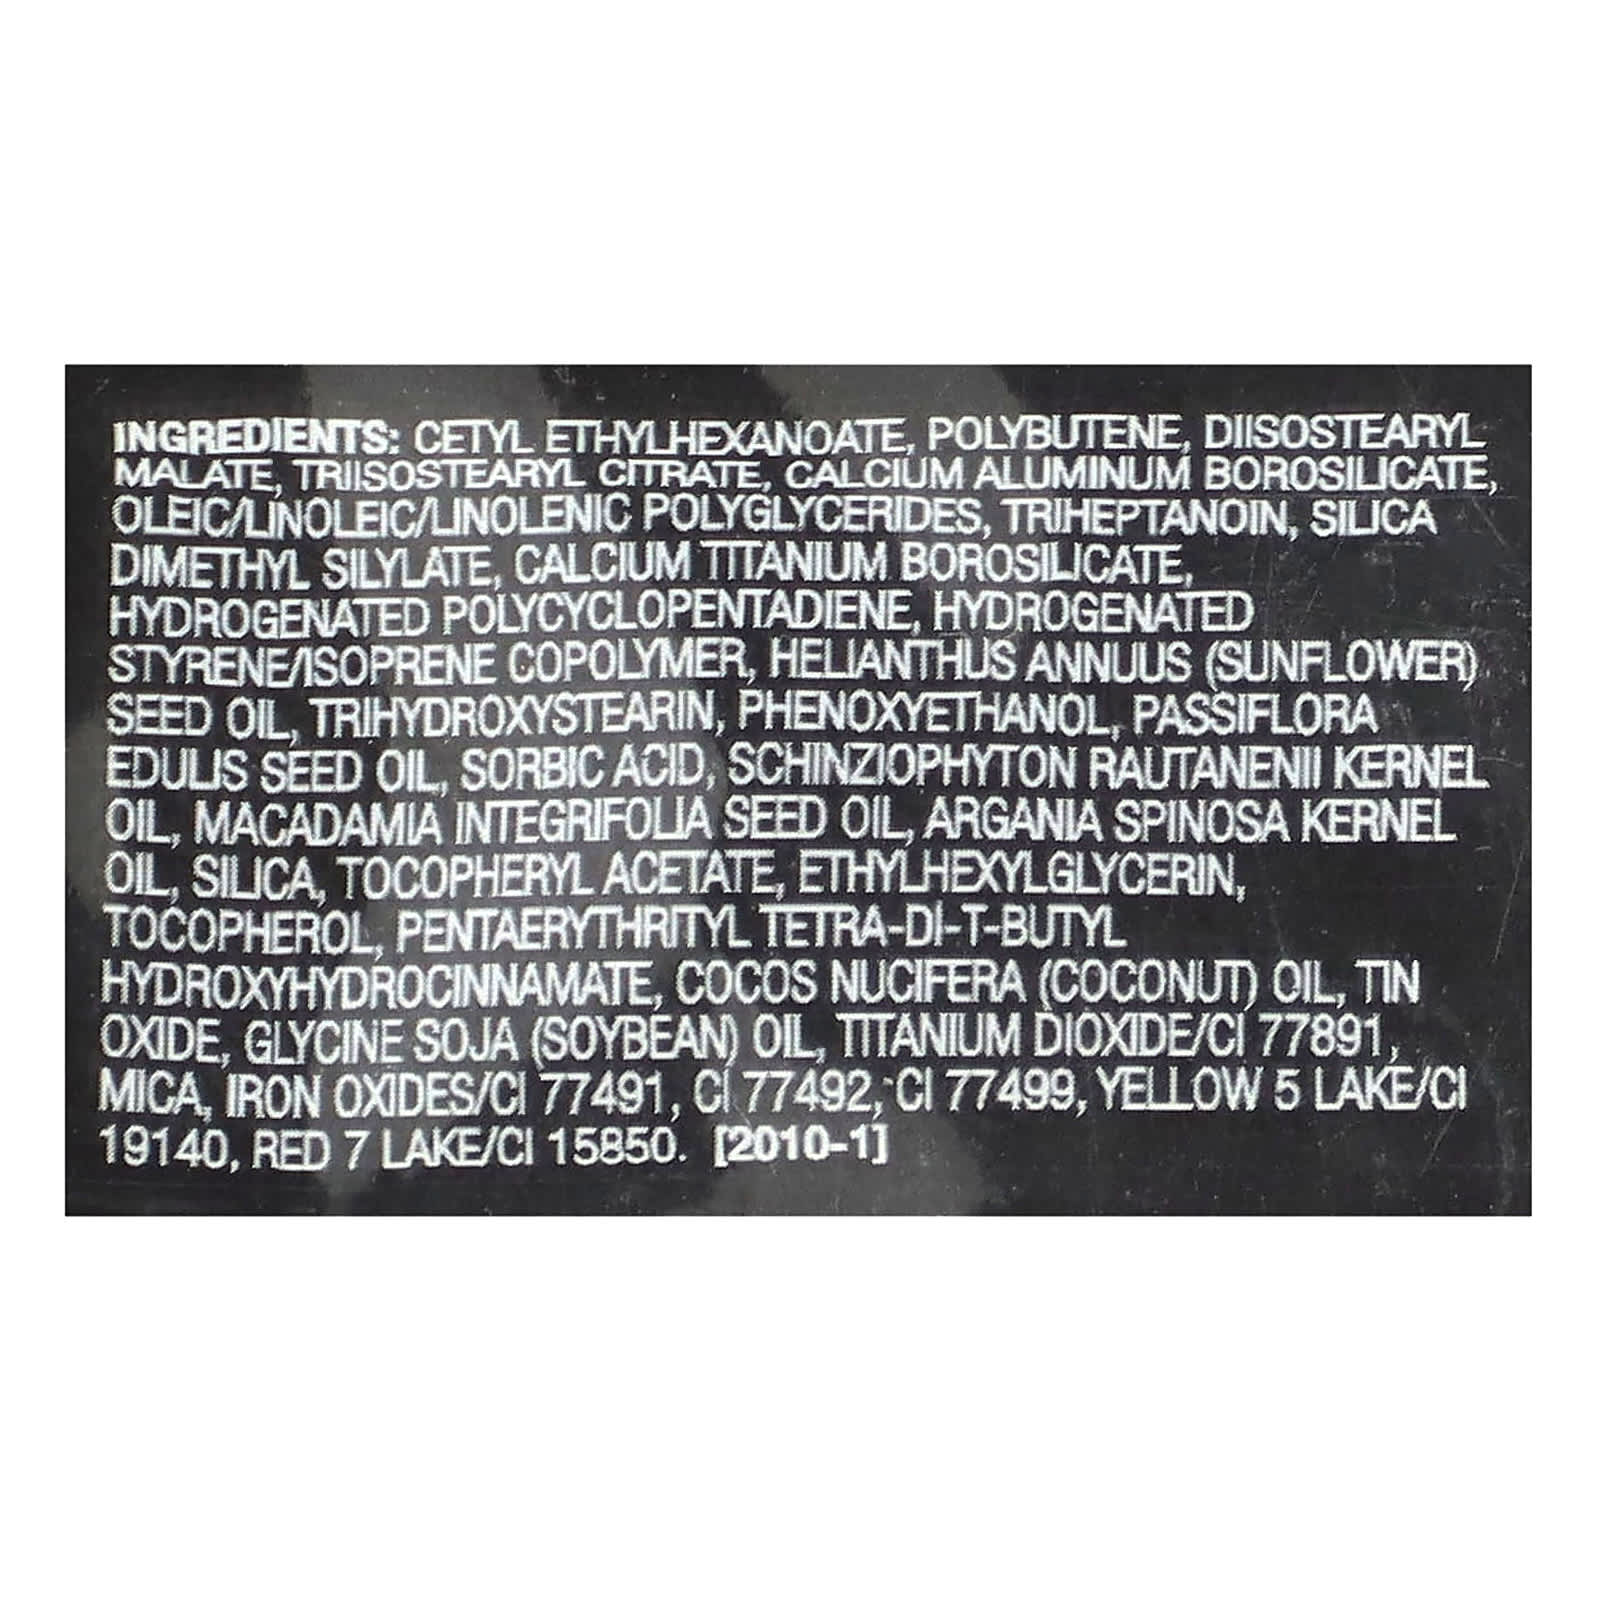 INGREDIENTS: CETYL ETHYLHEXANOATE, POLYBUTENE, DIISOSTEARYL
MALATE, TRIISOSTEARYL CITRATE, CALCIUM ALUMINUM BOROSILICATE,
OLEIC/LINOLEIC/LINOLENIC POLYGLYCERIDES, TRIHEPTANOIN, SILICA
DIMETHYL SILYLATE, CALCIUM TITANIUM BOROSILICATE,
HYDROGENATED POLYCYCLOPENTADIENE, HYDROGENATED
STYRENE/ISOPRENE COPOLYMER, HELIANTHUS ANNUUS (SUNFLOWER)
SEED OIL, TRIHYDROXYSTEARIN, PHENOXYETHANOL, PASSIFLORA
EDULIS SEED OIL, SORBIC ACID, SCHINZIOPHYTON RAUTANENII KERNEL
OIL, MACADAMIA INTEGRIFOLIA SEED OIL, ARGANIA SPINOSA KERNEL
OIL, SILICA, TOCOPHERYL ACETATE, ETHYLHEXYLGLYCERIN,
TOCOPHEROL, PENTAERYTHRITYL TETRA-DI-T-BUTYL
HYDROXYHYDROCINNAMATE, COCOS NUCIFERA (COCONUT) OIL, TIN
OXIDE, GLYCINE SOJA (SOYBEAN) OIL, TITANIUM DIOXIDE/CI 77891,
MICA, IRON OXIDES/CI 77491, CI 77492, CI 77499, YELLOW 5 LAKE/CI
19140, RED 7 LAKE/CI 15850. [2010-1]